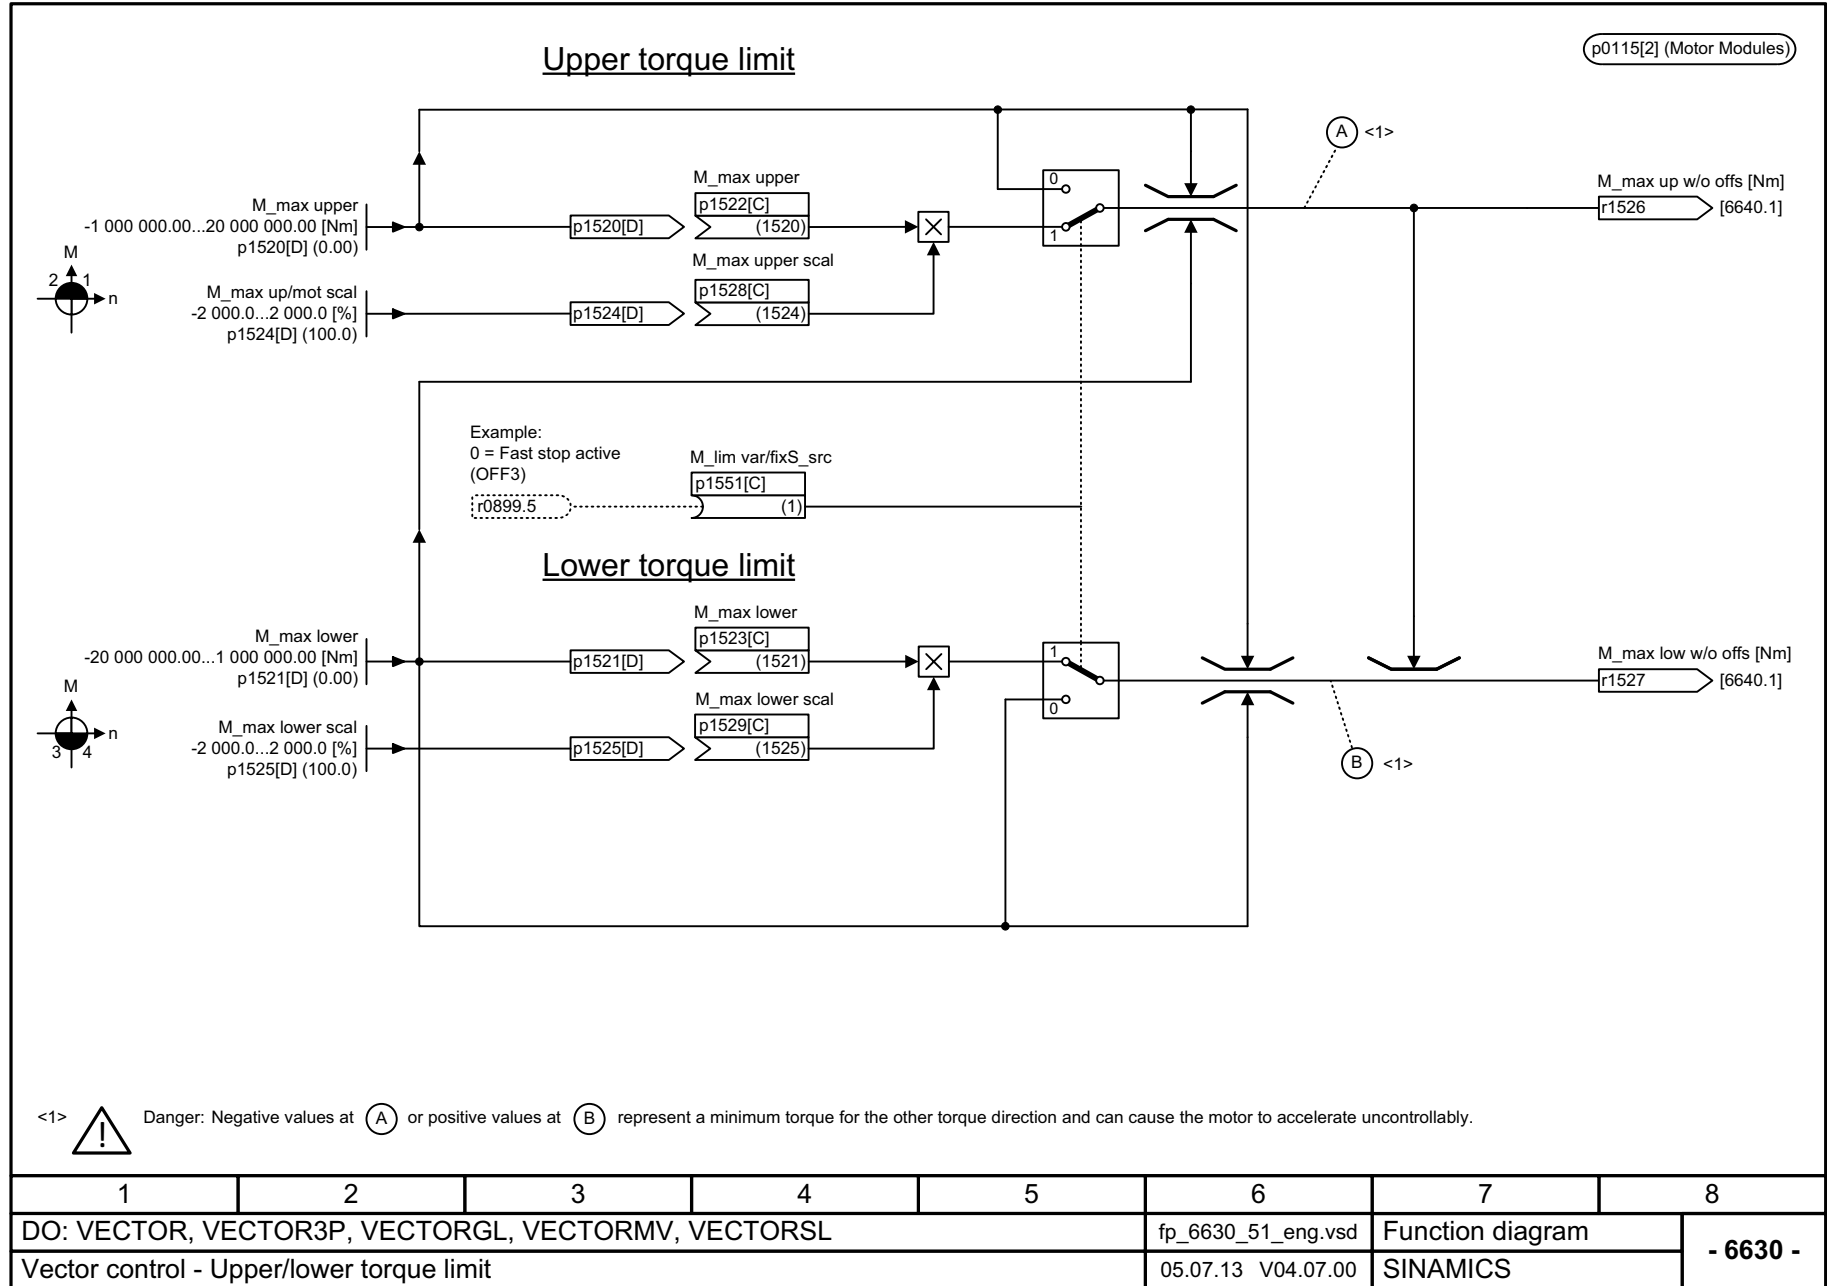 Upper torque limit
p0115[2] (Motor Modules)
A <1>
M_max upper
-1 000 000.00...20 000 000.00 [Nm]
p1520[D] (0.00)
p1520[D]
M_max upper
p1522[C]
(1520)
0
1
M_max up w/o offs [Nm]
r1526
[6640.1]
M
2 1
n
M_max up/mot scal
-2 000.0...2 000.0 [%]
p1524[D] (100.0)
p1524[D]
M_max upper scal
p1528[C]
(1524)
Example:
0 = Fast stop active
(OFF3)
r0899.5
M_lim var/fixS_src
p1551[C]
(1)
Lower torque limit
M_max lower
-20 000 000.00...1 000 000.00 [Nm]
p1521[D] (0.00)
p1521[D]
M_max lower
p1523[C]
(1521)
1
0
M_max low w/o offs [Nm]
r1527
[6640.1]
M
n
3 4
M_max lower scal
-2 000.0...2 000.0 [%]
p1525[D] (100.0)
p1525[D]
M_max lower scal
p1529[C]
(1525)
B <1>
<1> ! Danger: Negative values at A or positive values at B represent a minimum torque for the other torque direction and can cause the motor to accelerate uncontrollably.
1 2 3 4 5 6 7 8
DO: VECTOR, VECTOR3P, VECTORGL, VECTORMV, VECTORSL
fp_6630_51_eng.vsd
Function diagram
- 6630 -
Vector control - Upper/lower torque limit
05.07.13 V04.07.00
SINAMICS